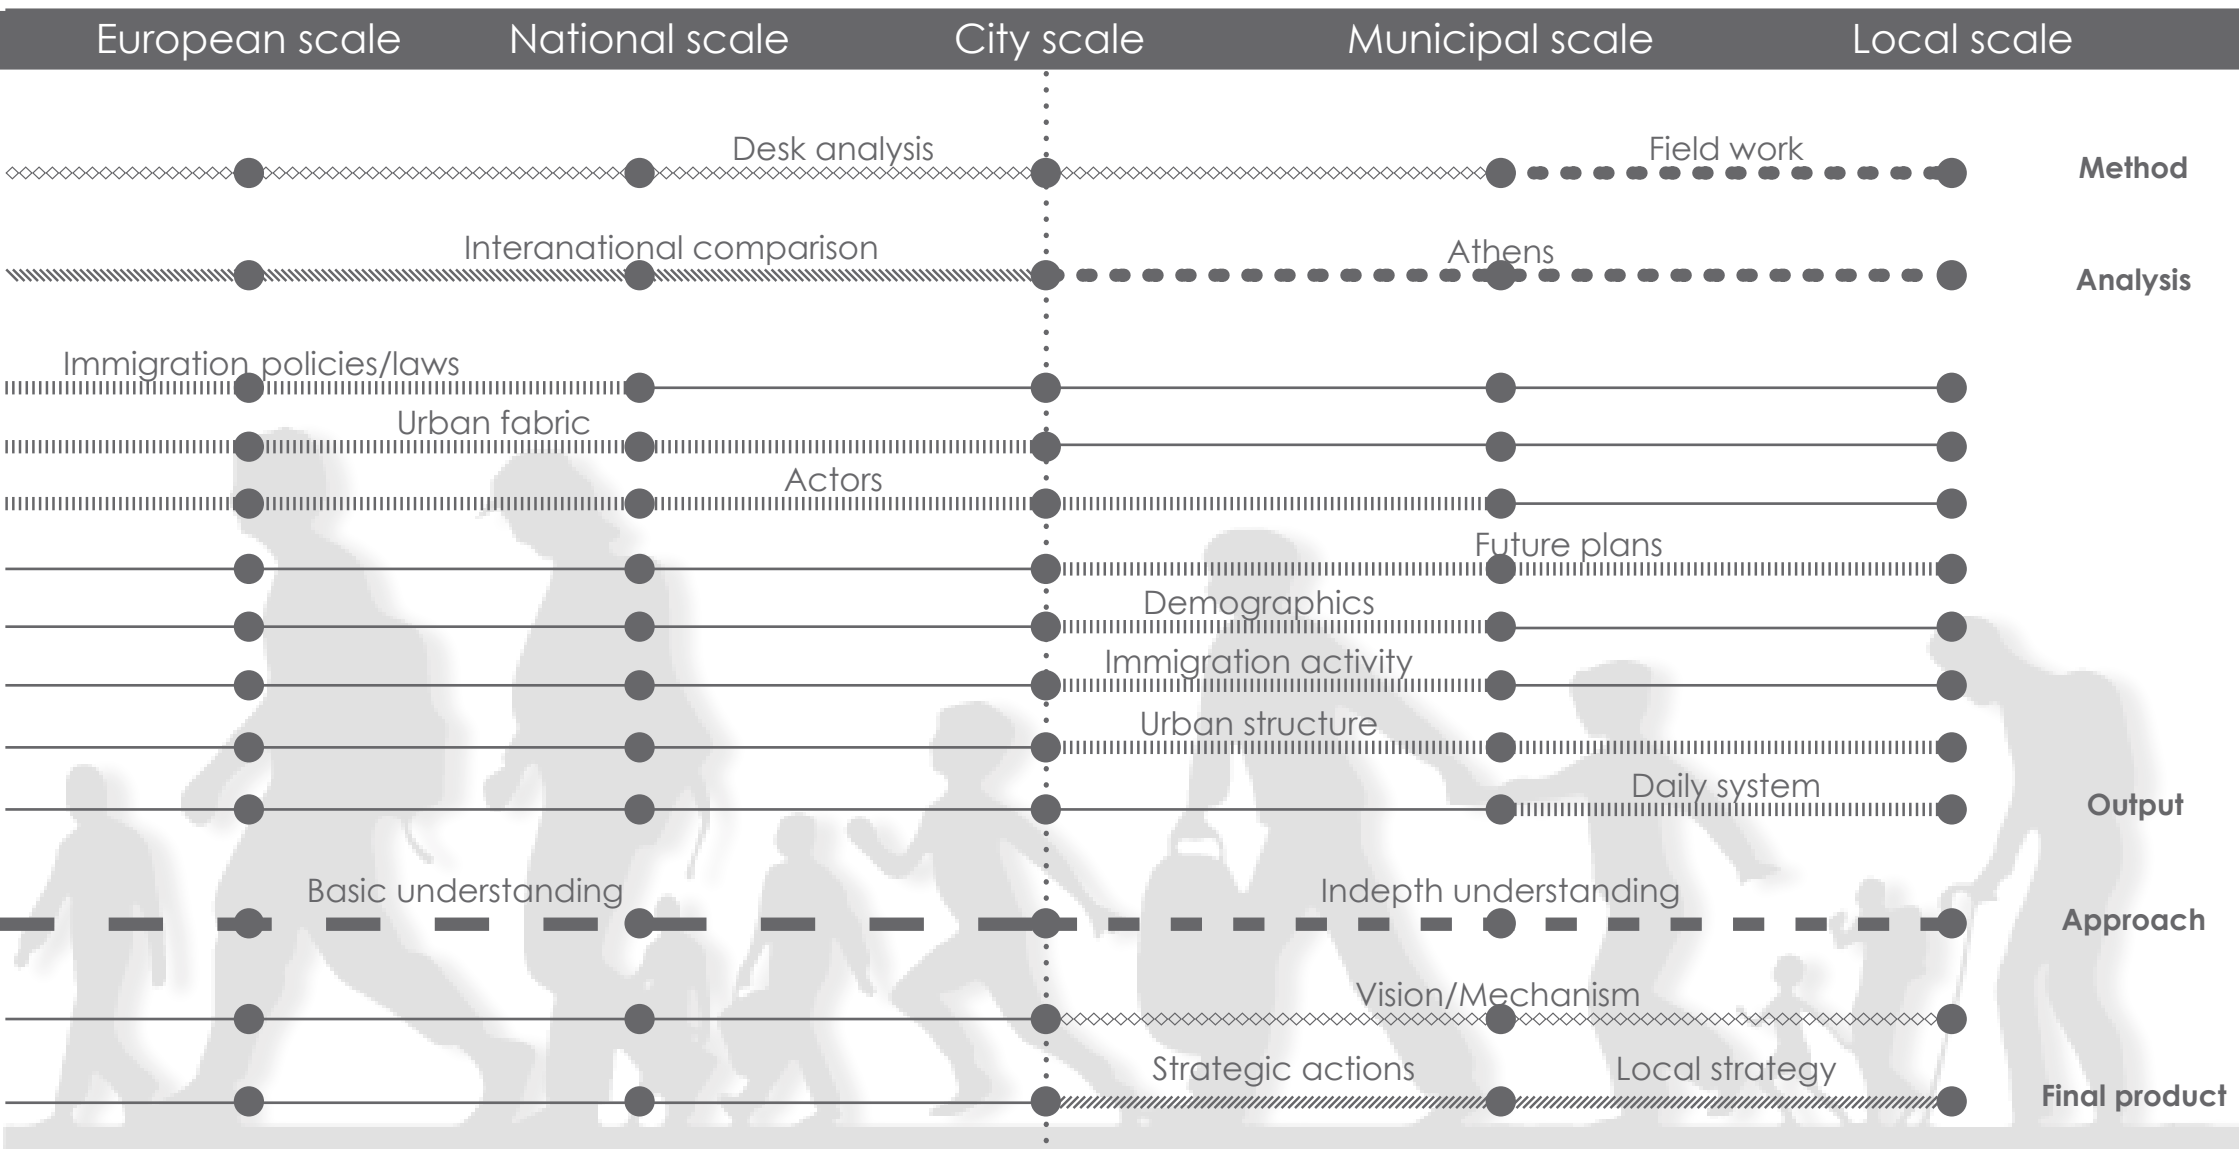 European scale National scale City scale Municipal scale Local scale
Desk analysis Field work Method
Interanational comparison Athens Analysis
Immigration policies/laws
Urban fabric
Actors
Future plans
Demographics
Immigration activity
Urban structure
Daily system Output
Basic understanding Indepth understanding Approach
Vision/Mechanism
Strategic actions Local strategy Final product